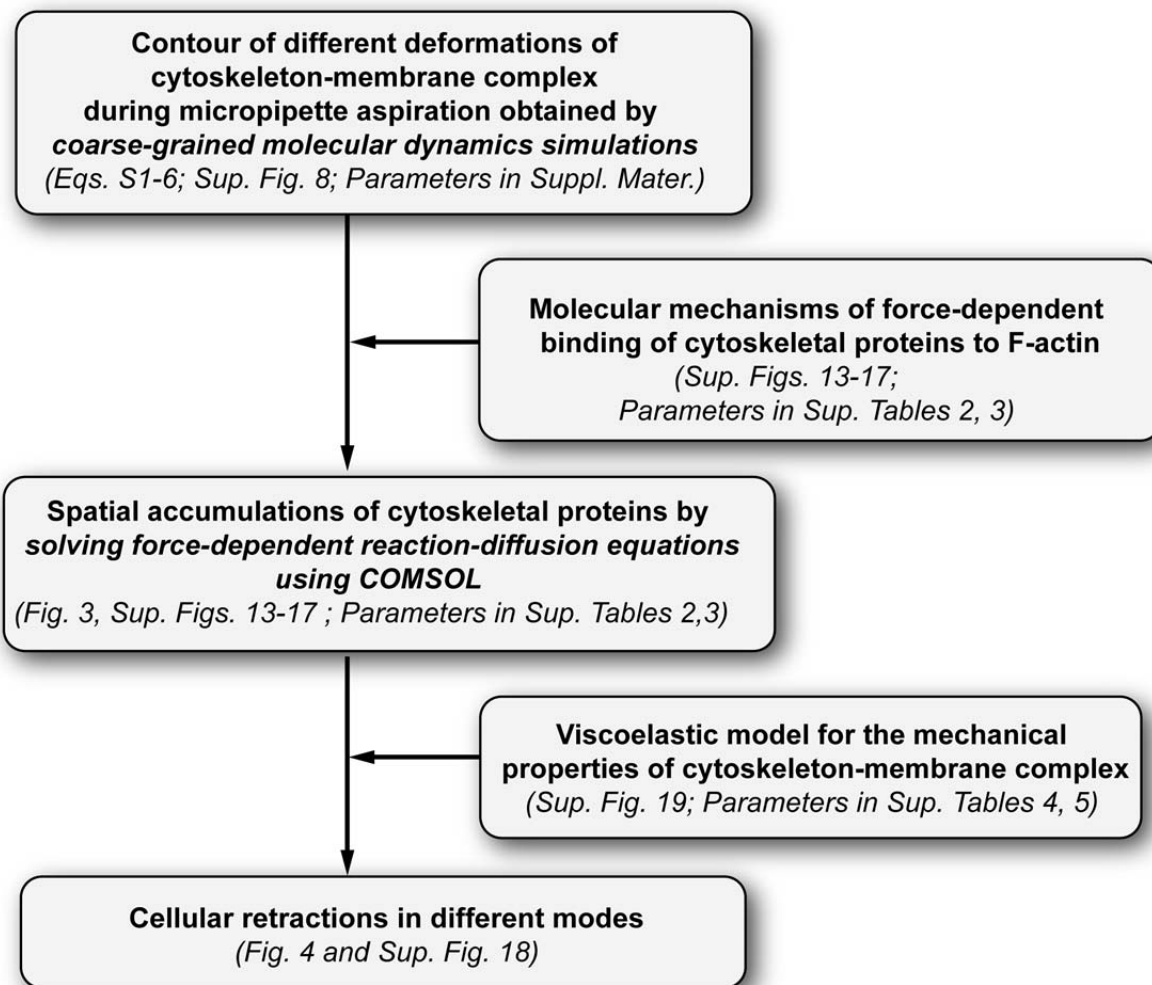 Contour of different deformations of
cytoskeleton-membrane complex
during micropipette aspiration obtained by
coarse-grained molecular dynamics simulations
(Eqs. S1-6; Sup. Fig. 8; Parameters in Suppl. Mater.)
Molecular mechanisms of force-dependent
binding of cytoskeletal proteins to F-actin
(Sup. Figs. 13-17;
Parameters in Sup. Tables 2, 3)
Spatial accumulations of cytoskeletal proteins by
solving force-dependent reaction-diffusion equations
using COMSOL
(Fig. 3, Sup. Figs. 13-17 ; Parameters in Sup. Tables 2,3)
Viscoelastic model for the mechanical
properties of cytoskeleton-membrane complex
(Sup. Fig. 19; Parameters in Sup. Tables 4, 5)
Cellular retractions in different modes
(Fig. 4 and Sup. Fig. 18)